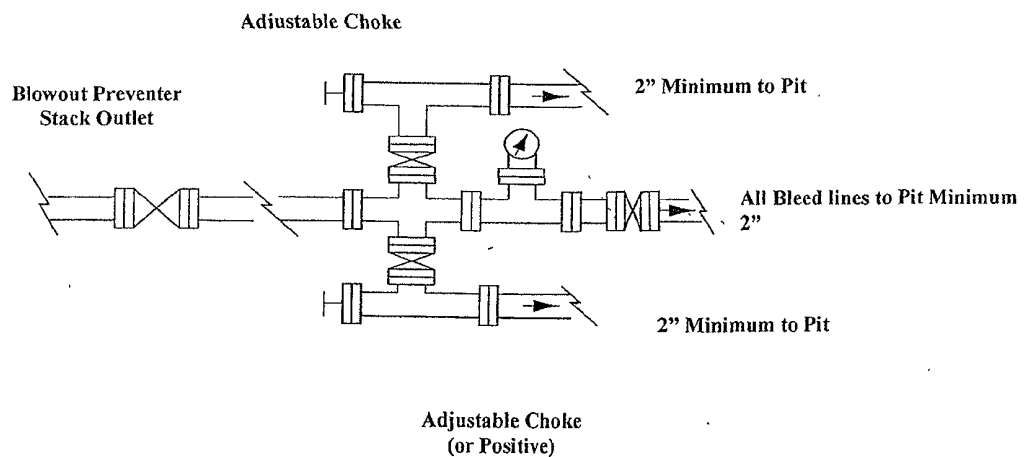 Adiustable Choke
Blowout Preventer
Stack Outlet
2” Minimum to Pit
All Bleed lines to Pit Minimum
2”
2” Minimum to Pit
Adjustable Choke
(or Positive)